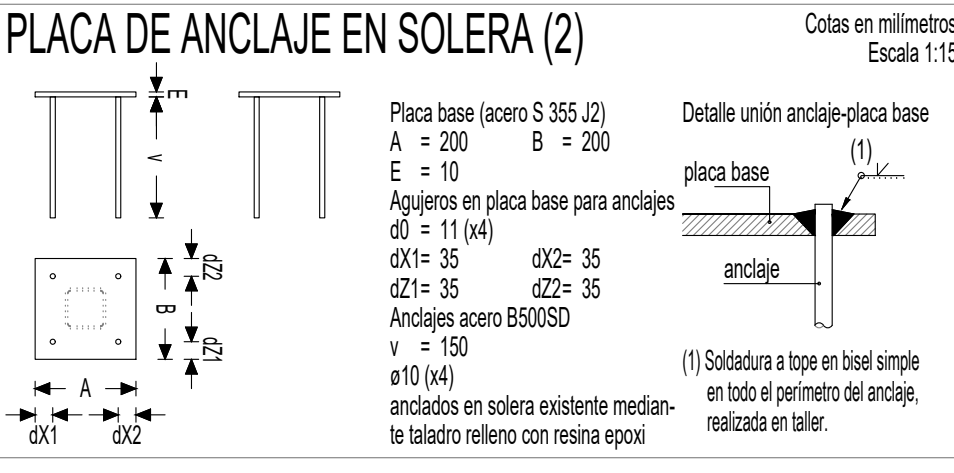 PLACA DE ANCLAJE EN SOLERA (2)
Cotas en milímetros
Escala 1:15
E
v
dZ2
B
dZ1
A
dX1 dX2
Placa base (acero S 355 J2)
A = 200 B = 200
E = 10
Agujeros en placa base para anclajes
d0 = 11 (x4)
dX1= 35 dX2= 35
dZ1= 35 dZ2= 35
Anclajes acero B500SD
v = 150
ø10 (x4)
anclados en solera existente median-
te taladro relleno con resina epoxi
Detalle unión anclaje-placa base
(1)
placa base
anclaje
(1) Soldadura a tope en bisel simple
en todo el perímetro del anclaje,
realizada en taller.